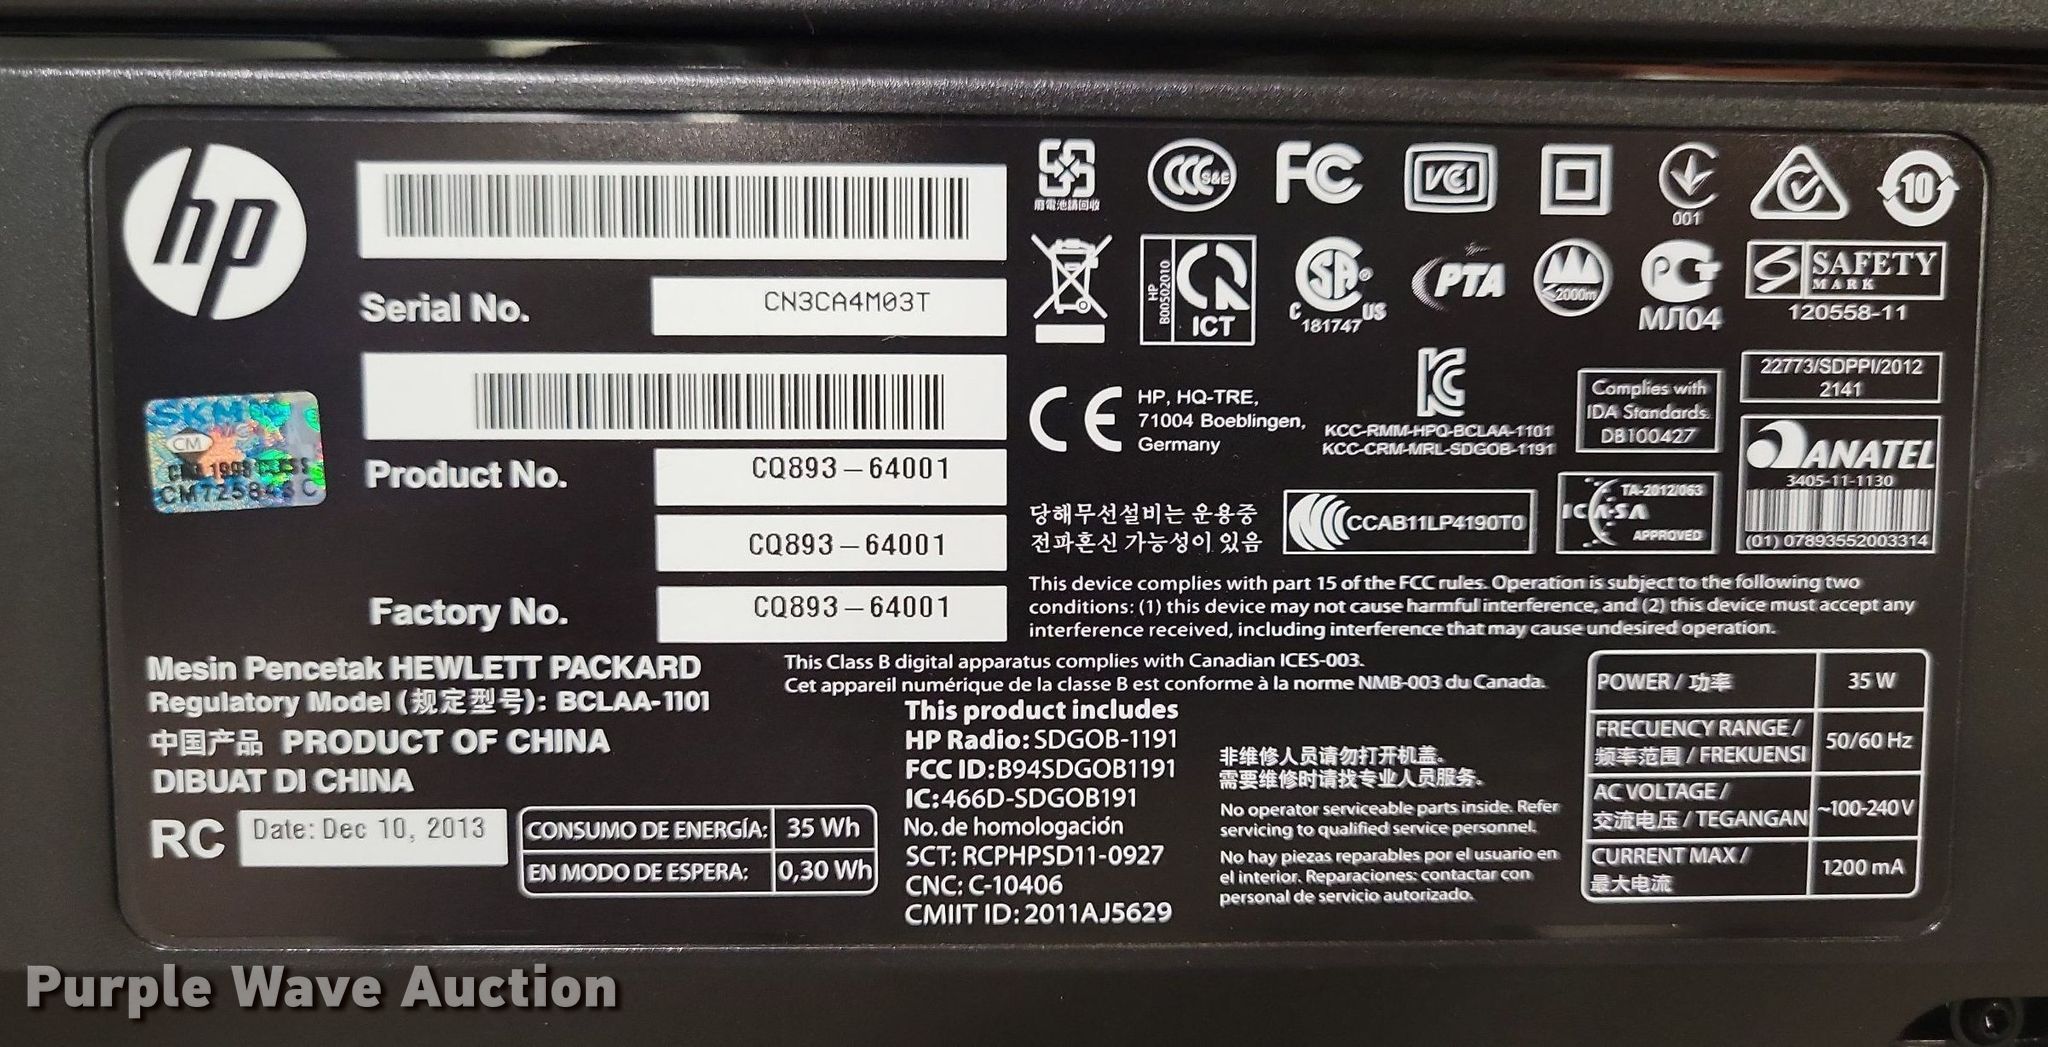 hp
Serial No. CN3CA4M03T
Product No. CQ893-64001
CQ893-64001
Factory No. CQ893-64001
SKM
CM
Mesin Pencetak HEWLETT PACKARD
Regulatory Model (规定型号): BCLAA-1101
中国产品 PRODUCT OF CHINA
DIBUAT DI CHINA
RC Date: Dec 10, 2013
CONSUMO DE ENERGÍA: 35 Wh
EN MODO DE ESPERA: 0,30 Wh
廢電池請回收
CCC S&E
FC
VCI
001
10
HP
B00502010
ICT
SA
C US
181747
PTA
2000m
МЛ04
SAFETY
MARK
120558-11
CE
HP, HQ-TRE,
71004 Boeblingen,
Germany
KCC-RMM-HPQ-BCLAA-1101
KCC-CRM-MRL-SDGOB-1191
Complies with
IDA Standards
DB100427
22773/SDPPI/2012
2141
당해무선설비는 운용중
전파혼신 가능성이 있음
CCAB11LP4190T0
TA-2012/063
ICASA
APPROVED
ANATEL
3405-11-1130
(01) 07893552003314
This device complies with part 15 of the FCC rules. Operation is subject to the following two
conditions: (1) this device may not cause harmful interference, and (2) this device must accept any
interference received, including interference that may cause undesired operation.
This Class B digital apparatus complies with Canadian ICES-003.
Cet appareil numérique de la classe B est conforme à la norme NMB-003 du Canada.
This product includes
HP Radio: SDGOB-1191
FCC ID: B94SDGOB1191
IC: 466D-SDGOB191
No. de homologación
SCT: RCPHPSD11-0927
CNC: C-10406
CMIIT ID: 2011AJ5629
非维修人员请勿打开机盖。
需要维修时请找专业人员服务。
No operator serviceable parts inside. Refer
servicing to qualified service personnel.
No hay piezas reparables por el usuario en
el interior. Reparaciones: contactar con
personal de servicio autorizado.
POWER / 功率 35 W
FRECUENCY RANGE /
频率范围 / FREKUENSI 50/60 Hz
AC VOLTAGE /
交流电压 / TEGANGAN ~100-240V
CURRENT MAX /
最大电流 1200 mA
Purple Wave Auction